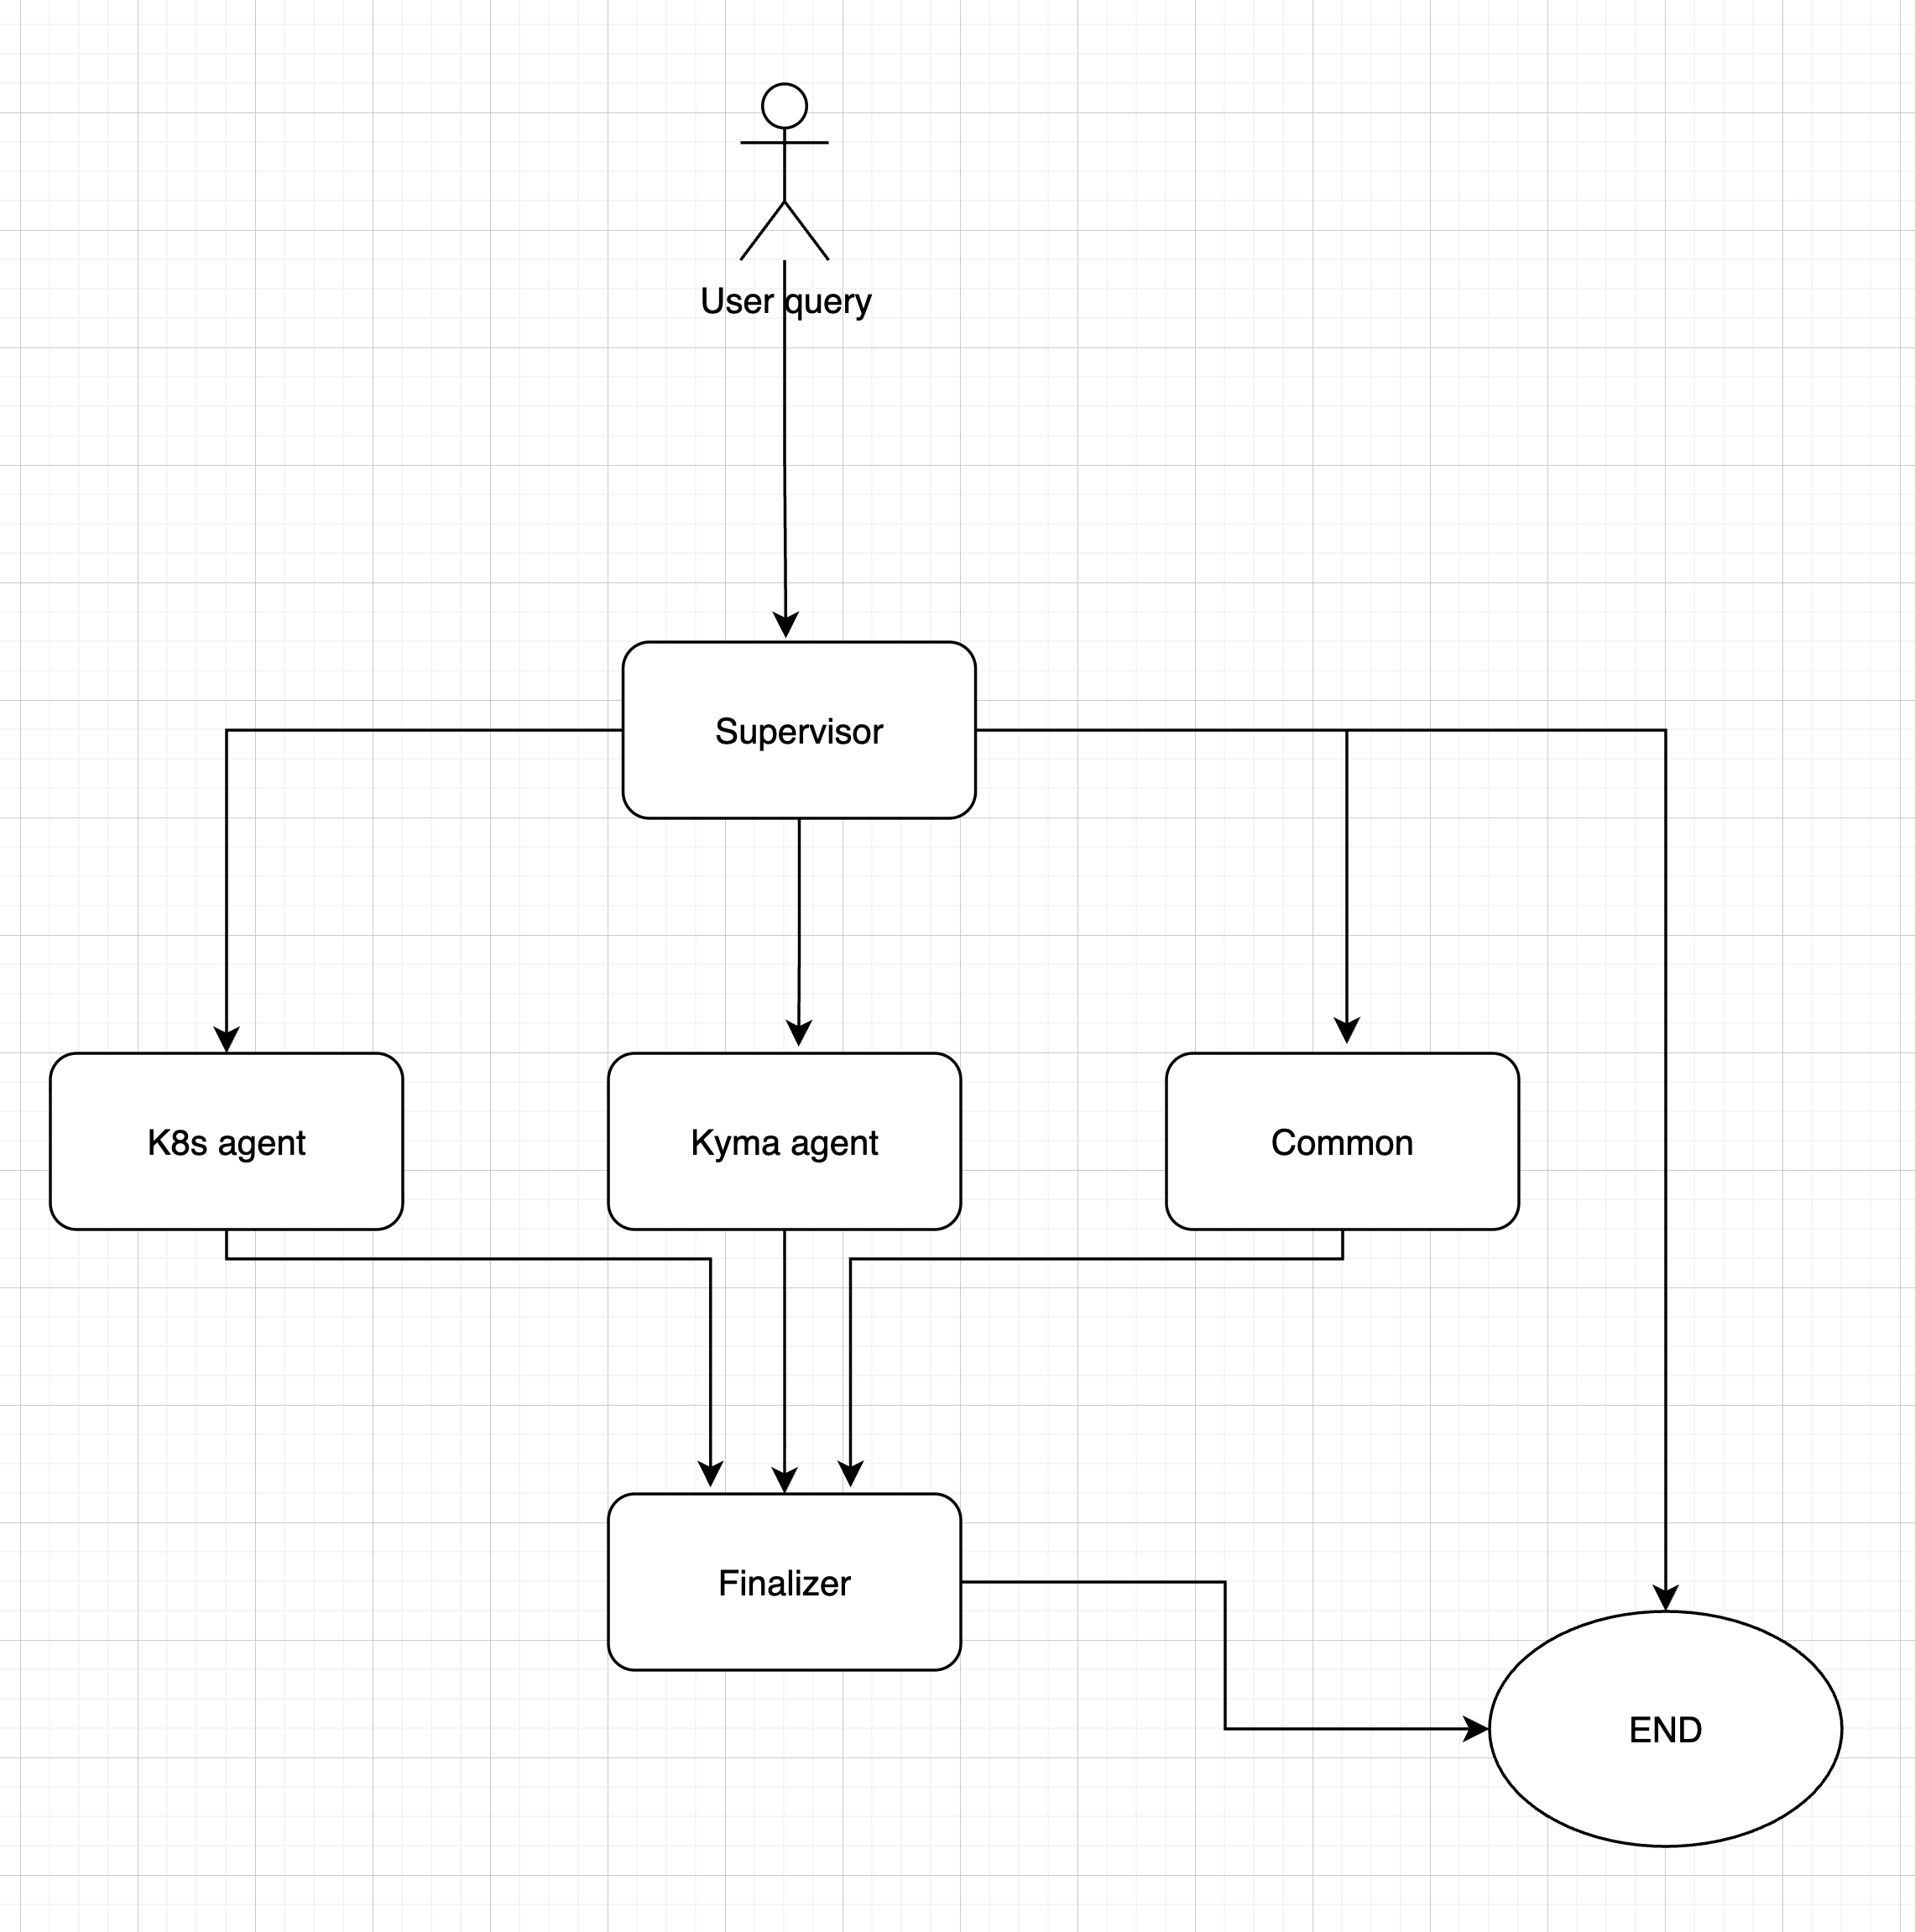 User query
Supervisor
K8s agent
Kyma agent
Common
Finalizer
END